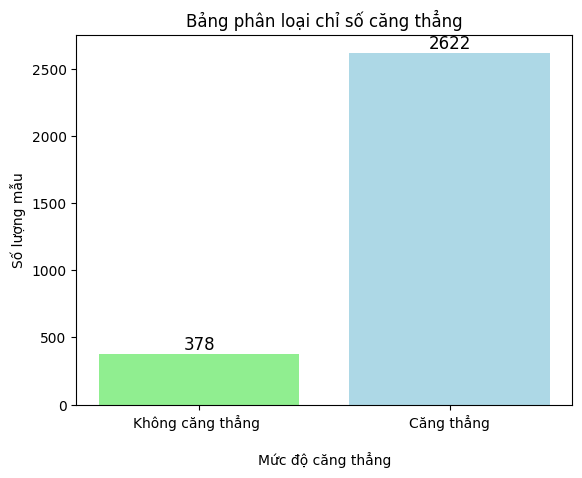 Bảng phân loại chỉ số căng thẳng
2622
2500
2000
1500
1000
500
0
378
Số lượng mẫu
Không căng thẳng
Căng thẳng
Mức độ căng thẳng